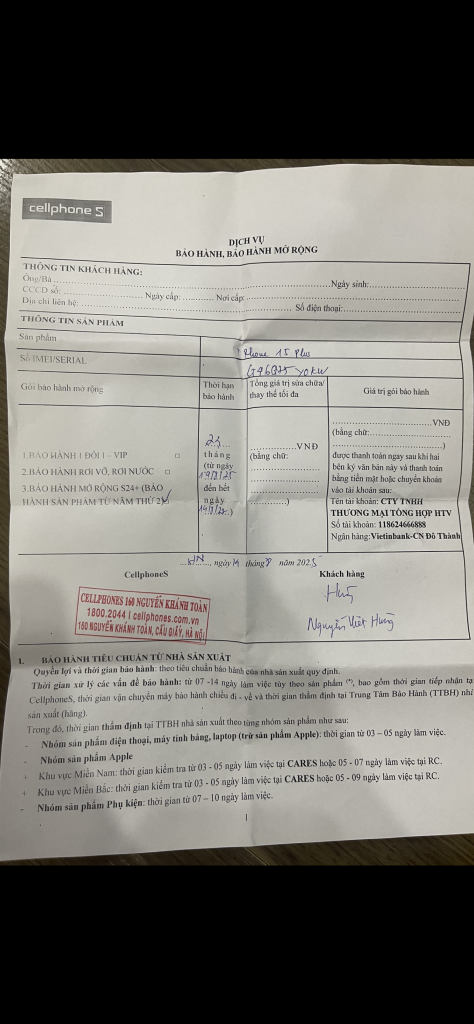 cellphone S
DỊCH VỤ
BẢO HÀNH, BẢO HÀNH MỞ RỘNG
THÔNG TIN KHÁCH HÀNG:
Ông/Bà ........ Ngày sinh: ........
CCCD số: ........ Ngày cấp: ........ Nơi cấp: ........
Địa chỉ liên hệ: ........ Số điện thoại: ........
THÔNG TIN SẢN PHẨM
Sản phẩm iPhone 15 Plus
Số IMEI/SERIAL
Gói bảo hành mở rộng
Thời hạn bảo hành
Tổng giá trị sửa chữa/ thay thế tối đa
Giá trị gói bảo hành
1.BẢO HÀNH 1 ĐỔI 1 – VIP
2.BẢO HÀNH RƠI VỠ, RƠI NƯỚC
3.BẢO HÀNH MỞ RỘNG S24+ (BẢO
HÀNH SẢN PHẨM TỪ NĂM THỨ 2)
tháng
(từ ngày
đến hết
ngày
........VNĐ
(bằng chữ:
........)
........VNĐ
(bằng chữ:........
........)
được thanh toán ngay sau khi hai
bên ký văn bản này và thanh toán
bằng tiền mặt hoặc chuyển khoản
vào tài khoản sau:
Tên tài khoản: CTY TNHH
THƯƠNG MẠI TỔNG HỢP HTV
Số tài khoản: 118624666888
Ngân hàng: Vietinbank-CN Đô Thành
HN, ngày 19 tháng 8 năm 2025
CellphoneS
Khách hàng
CELLPHONES 160 NGUYỄN KHÁNH TOÀN
1800.2044 | cellphones.com.vn
160 NGUYỄN KHÁNH TOÀN, CẦU GIẤY, HÀ NỘI
Hùng
Nguyễn Việt Hùng
I. BẢO HÀNH TIÊU CHUẨN TỪ NHÀ SẢN XUẤT
Quyền lợi và thời gian bảo hành: theo tiêu chuẩn bảo hành của nhà sản xuất quy định.
Thời gian xử lý các vấn đề bảo hành: từ 07 -14 ngày làm việc tùy theo sản phẩm (*), bao gồm thời gian tiếp nhận tạ
CellphoneS, thời gian vận chuyển máy bảo hành chiều đi - về và thời gian thẩm định tại Trung Tâm Bảo Hành (TTBH) nh
sản xuất (hãng).
Trong đó, thời gian thẩm định tại TTBH nhà sản xuất theo từng nhóm sản phẩm như sau:
- Nhóm sản phẩm điện thoại, máy tính bảng, laptop (trừ sản phẩm Apple): thời gian từ 03 – 05 ngày làm việc.
- Nhóm sản phẩm Apple
+ Khu vực Miền Nam: thời gian kiểm tra từ 03 - 05 ngày làm việc tại CARES hoặc 05 - 07 ngày làm việc tại RC.
+ Khu vực Miền Bắc: thời gian kiểm tra từ 03 - 05 ngày làm việc tại CARES hoặc 05 - 09 ngày làm việc tại RC.
- Nhóm sản phẩm Phụ kiện: thời gian từ 07 – 10 ngày làm việc.
1